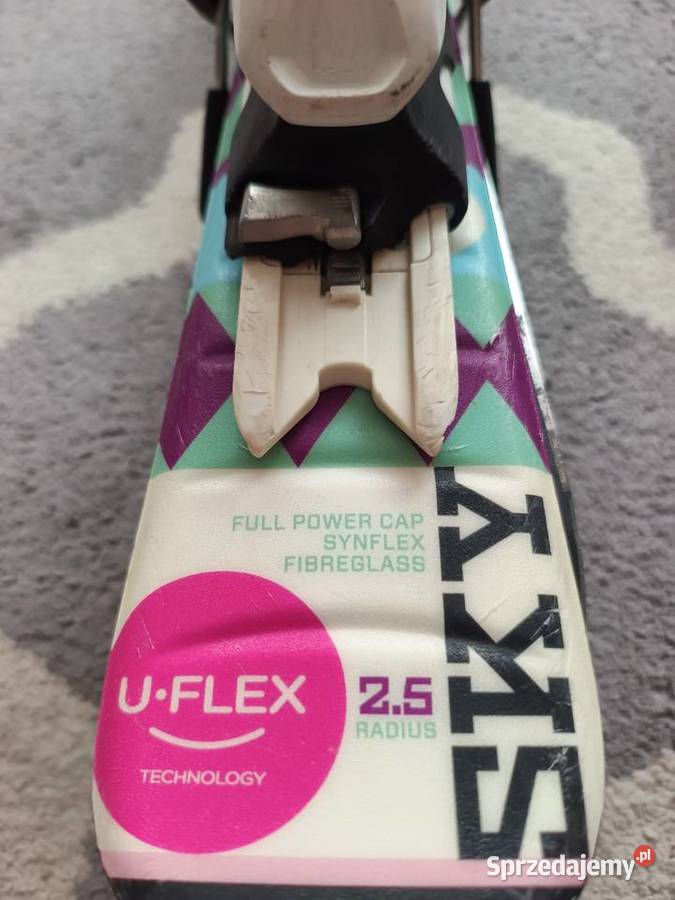 FULL POWER CAP
SYNFLEX
FIBREGLASS
SKY
U·FLEX
TECHNOLOGY
2.5
RADIUS
Sprzedajemy.pl